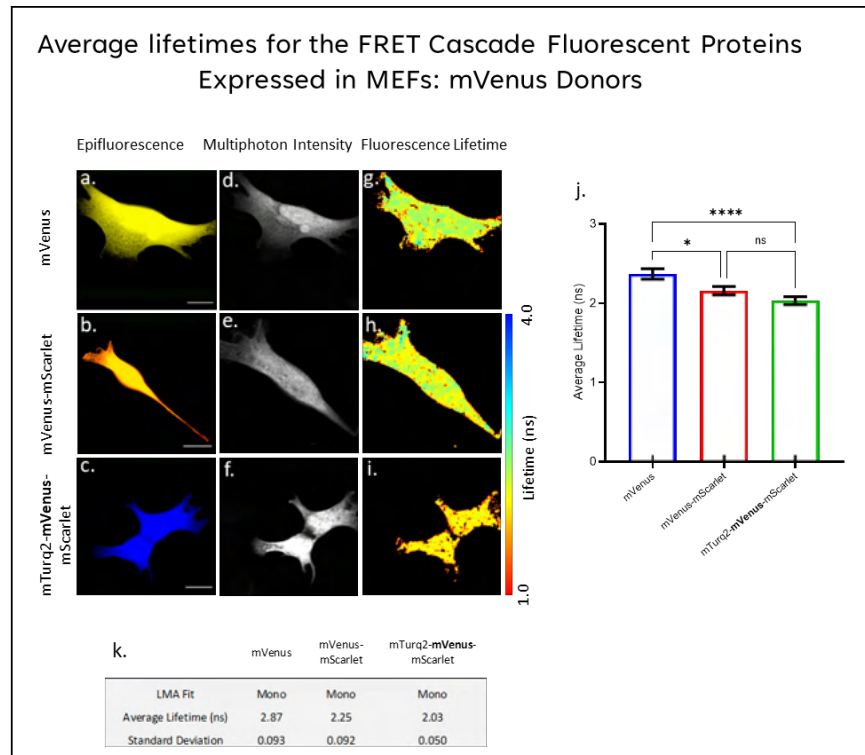 Average lifetimes for the FRET Cascade Fluorescent Proteins
Expressed in MEFs: mVenus Donors
Epifluorescence Multiphoton Intensity Fluorescence Lifetime
mVenus
a.
d.
g.
mVenus-mScarlet
b.
e.
h.
mTurq2-mVenus-
mScarlet
c.
f.
i.
4.0
Lifetime (ns)
1.0
j.
****
*
ns
Average Lifetime (ns)
3
2
1
0
mVenus
mVenus-mScarlet
mTurq2-mVenus-mScarlet
k.
mVenus
mVenus-
mScarlet
mTurq2-mVenus-
mScarlet
LMA Fit Mono Mono Mono
Average Lifetime (ns) 2.87 2.25 2.03
Standard Deviation 0.093 0.092 0.050